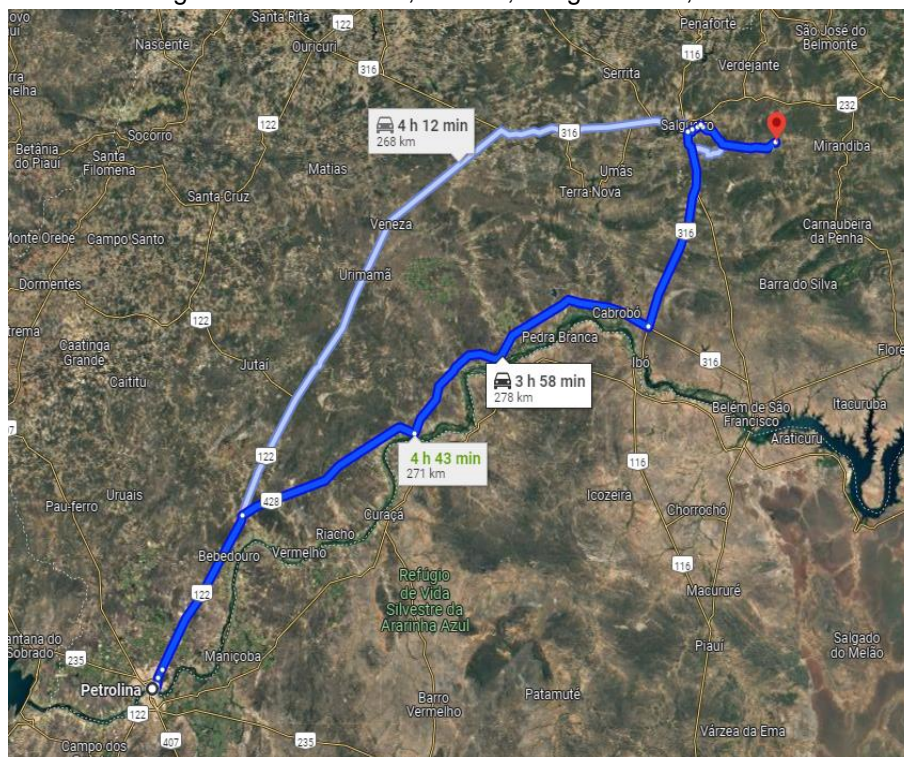 Santa Rita
122
Penaforte
São José do
Belmonte
116
Nascente
Ouricuri
316
Serrita
Verdejante
232
4 h 12 min
268 km
316
Salgueiro
Mirandiba
122
Socorro
Betânia
do Piauí
Santa
Filomena
Matias
Umãs
Terra Nova
Santa Cruz
Veneza
Carnaubeira
da Penha
Monte Orebe
Campo Santo
316
Urimamã
Barra do Silva
Dormentes
122
Cabrobó
Pedra Branca
Caatinga
Grande
Jutaí
Ibó
316
Caititu
3 h 58 min
278 km
Itacuruba
Belém de São
Francisco
Araticuru
4 h 43 min
271 km
122
116
428
Icozeira
Uruais
Pau-ferro
Curaçá
Chorrochó
Riacho
Bebedouro
Vermelho
116
122
Refúgio
de Vida
Silvestre da
Ararinha Azul
Macururé
235
Maniçoba
Piauí
Salgado
do Melão
Petrolina
Barro
Vermelho
Patamuté
122
407
235
Várzea da Ema
Campo dos